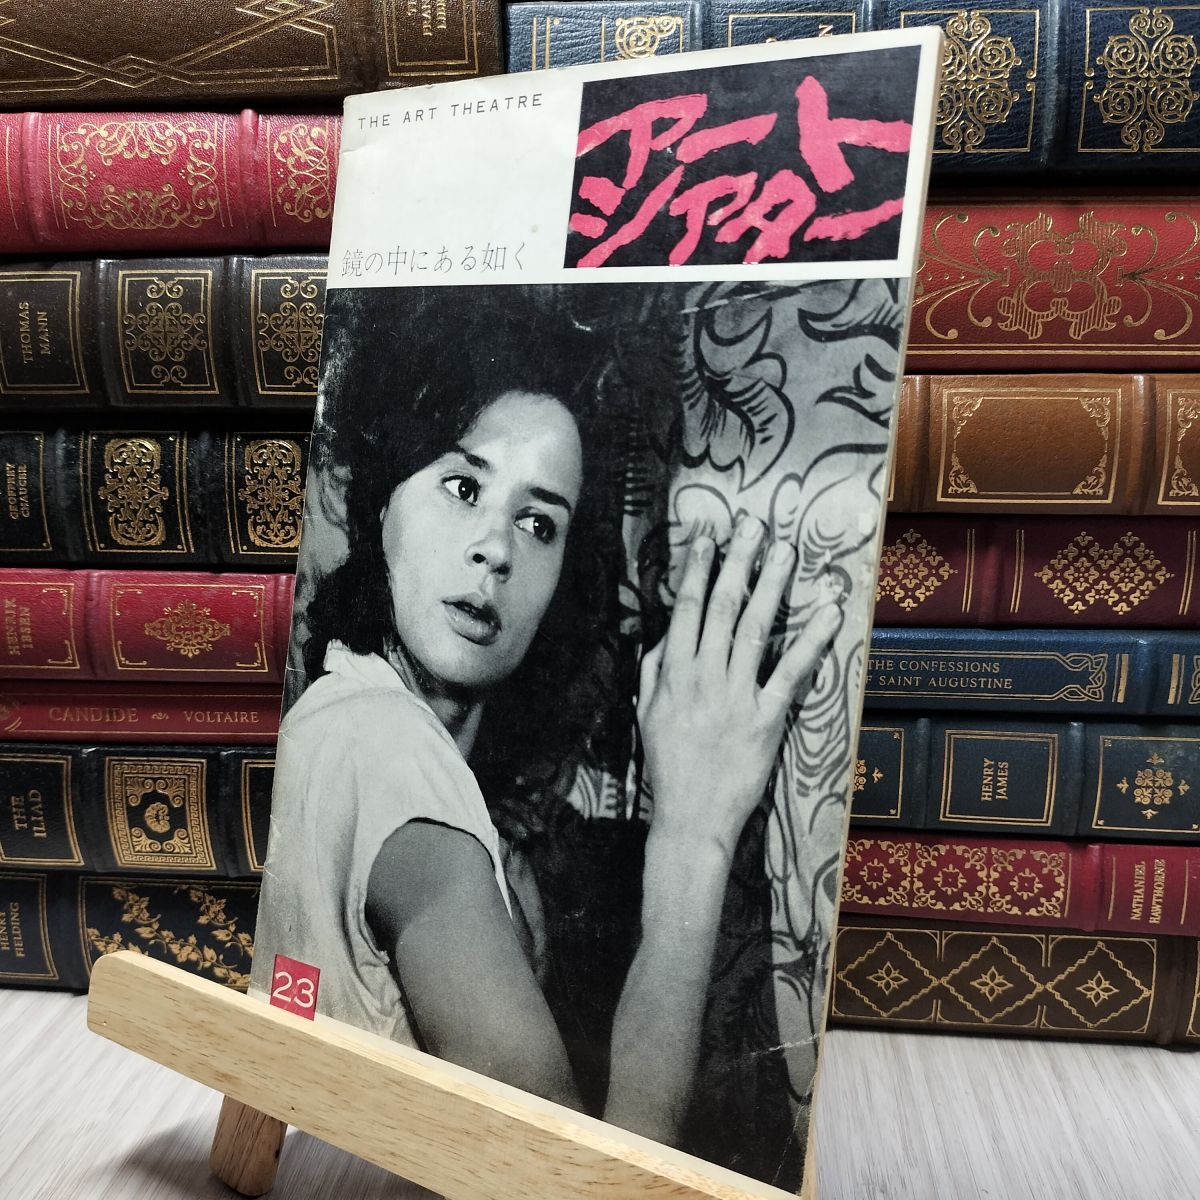 THE ART THEATRE
アート
シアター
鏡の中にある如く
23
THOMAS
MANN
GEOFFREY
CHAUCER
HENRIK
IBSEN
CANDIDE VOLTAIRE
THE
ILIAD
HENRY
FIELDING
THE CONFESSIONS
OF SAINT AUGUSTINE
HENRY
JAMES
NATHANIEL
HAWTHORNE